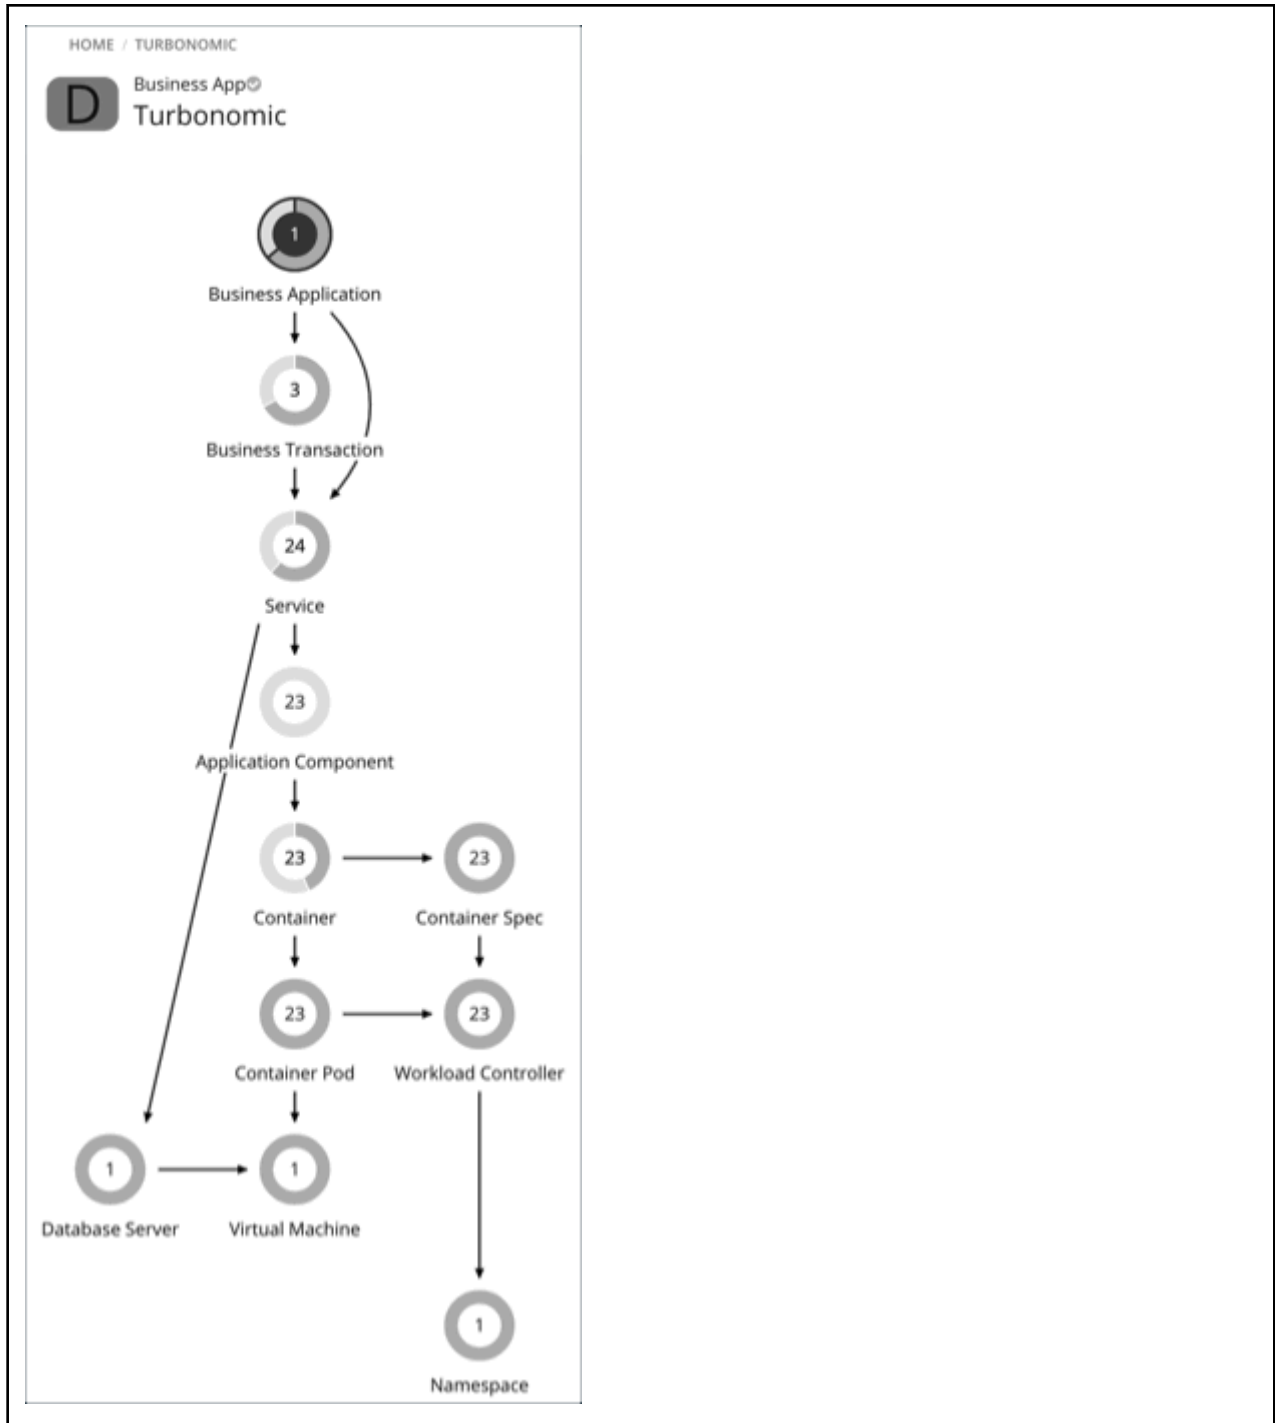 HOME / TURBONOMIC
D
Business App
Turbonomic
1
Business Application
3
Business Transaction
24
Service
23
Application Component
23 23
Container Container Spec
23 23
Container Pod Workload Controller
1 1
Database Server Virtual Machine
1
Namespace